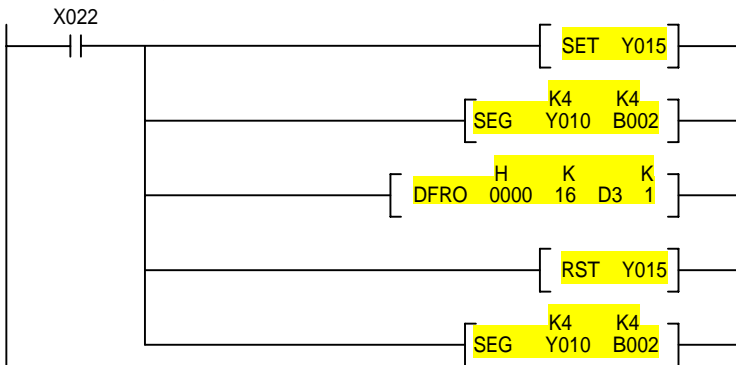 X022
SET Y015
K4 K4
SEG Y010 B002
H K K
DFRO 0000 16 D3 1
RST Y015
K4 K4
SEG Y010 B002